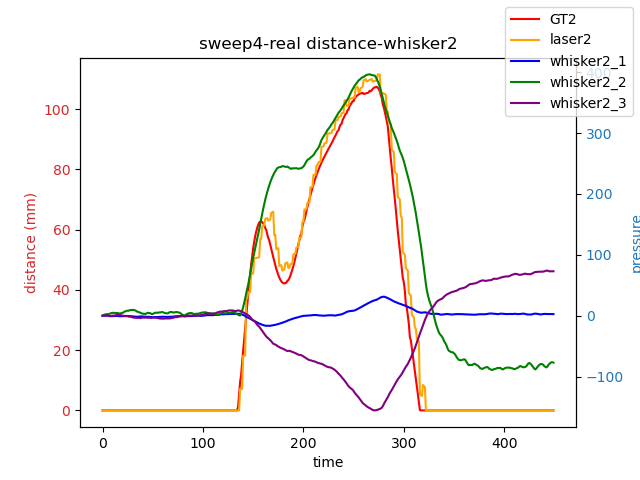 sweep4-real distance-whisker2
GT2
laser2
whisker2_1
whisker2_2
whisker2_3
distance (mm)
100
80
60
40
20
0
400
300
200
100
0
−100
pressure
0
100
200
300
400
time